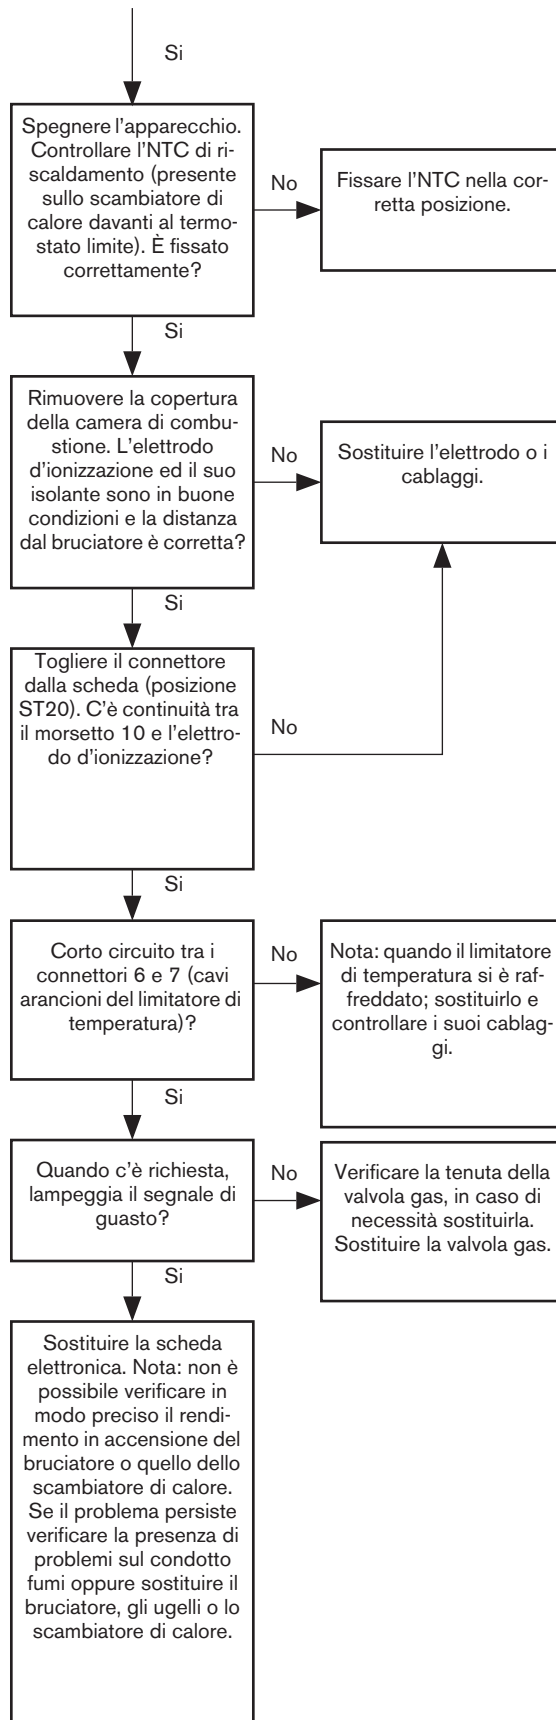 Si
Spegnere l'apparecchio.
Controllare l'NTC di ri-
scaldamento (presente
sullo scambiatore di
calore davanti al termo-
stato limite). È fissato
correttamente?
No
Fissare l'NTC nella cor-
retta posizione.
Si
Rimuovere la copertura
della camera di combu-
stione. L'elettrodo
d'ionizzazione ed il suo
isolante sono in buone
condizioni e la distanza
dal bruciatore è corretta?
No
Sostituire l'elettrodo o i
cablaggi.
Si
Togliere il connettore
dalla scheda (posizione
ST20). C'è continuità tra
il morsetto 10 e l'elettro-
do d'ionizzazione?
No
Si
Corto circuito tra i
connettori 6 e 7 (cavi
arancioni del limitatore di
temperatura)?
No
Nota: quando il limitatore
di temperatura si è raf-
freddato; sostituirlo e
controllare i suoi cablag-
gi.
Si
Quando c'è richiesta,
lampeggia il segnale di
guasto?
No
Verificare la tenuta della
valvola gas, in caso di
necessità sostituirla.
Sostituire la valvola gas.
Si
Sostituire la scheda
elettronica. Nota: non è
possibile verificare in
modo preciso il rendi-
mento in accensione del
bruciatore o quello dello
scambiatore di calore.
Se il problema persiste
verificare la presenza di
problemi sul condotto
fumi oppure sostituire il
bruciatore, gli ugelli o lo
scambiatore di calore.